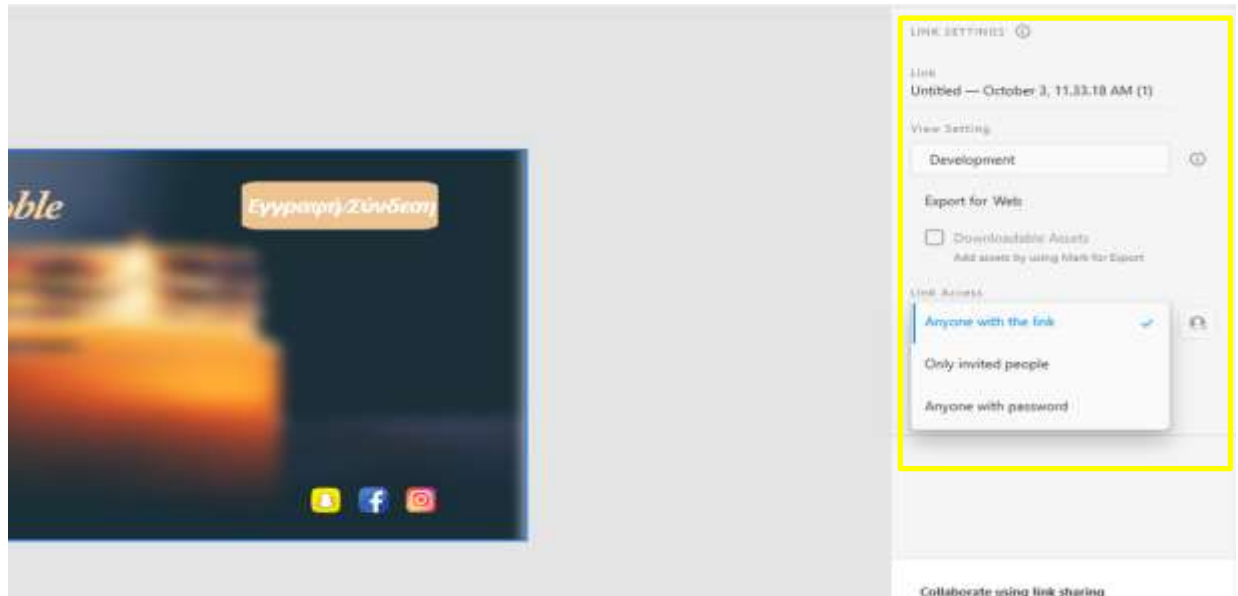 LINK SETTINGS
Link
Untitled — October 3, 11.33.18 AM (1)
View Setting
Development
Export for Web
Downloadable Assets
Add assets by using Mark for Export
Link Access
Anyone with the link
Only invited people
Anyone with password
oble
Εγγραφή/Σύνδεση
Collaborate using link sharing